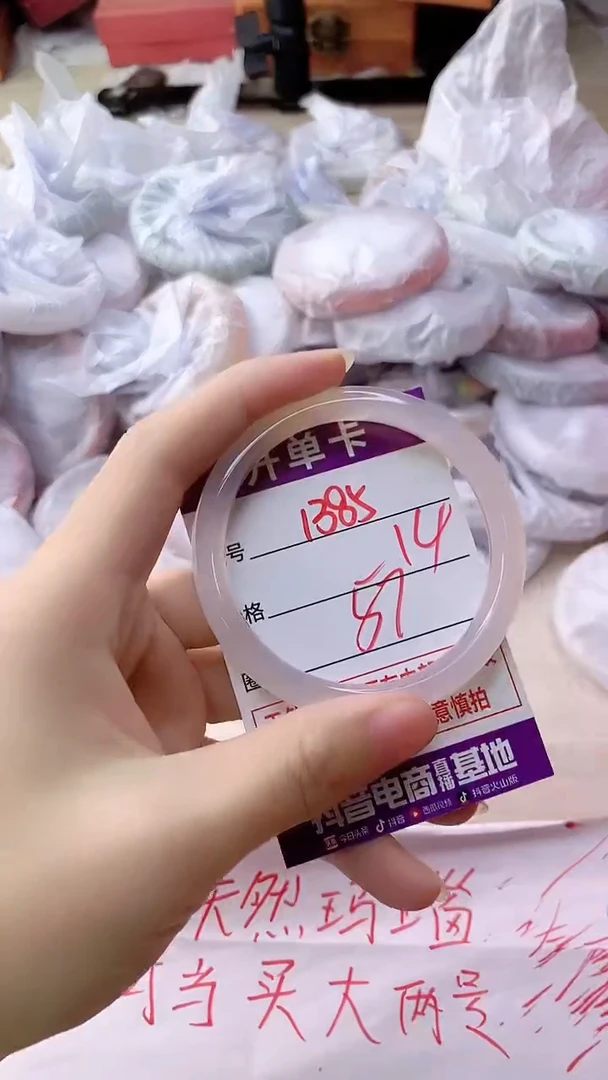 开单卡
号 1385
格 14
圈 57
意慎拍
抖音电商直播基地
今日头条 抖音 西瓜视频 抖音火山版
天然玛瑙
可当买大两号